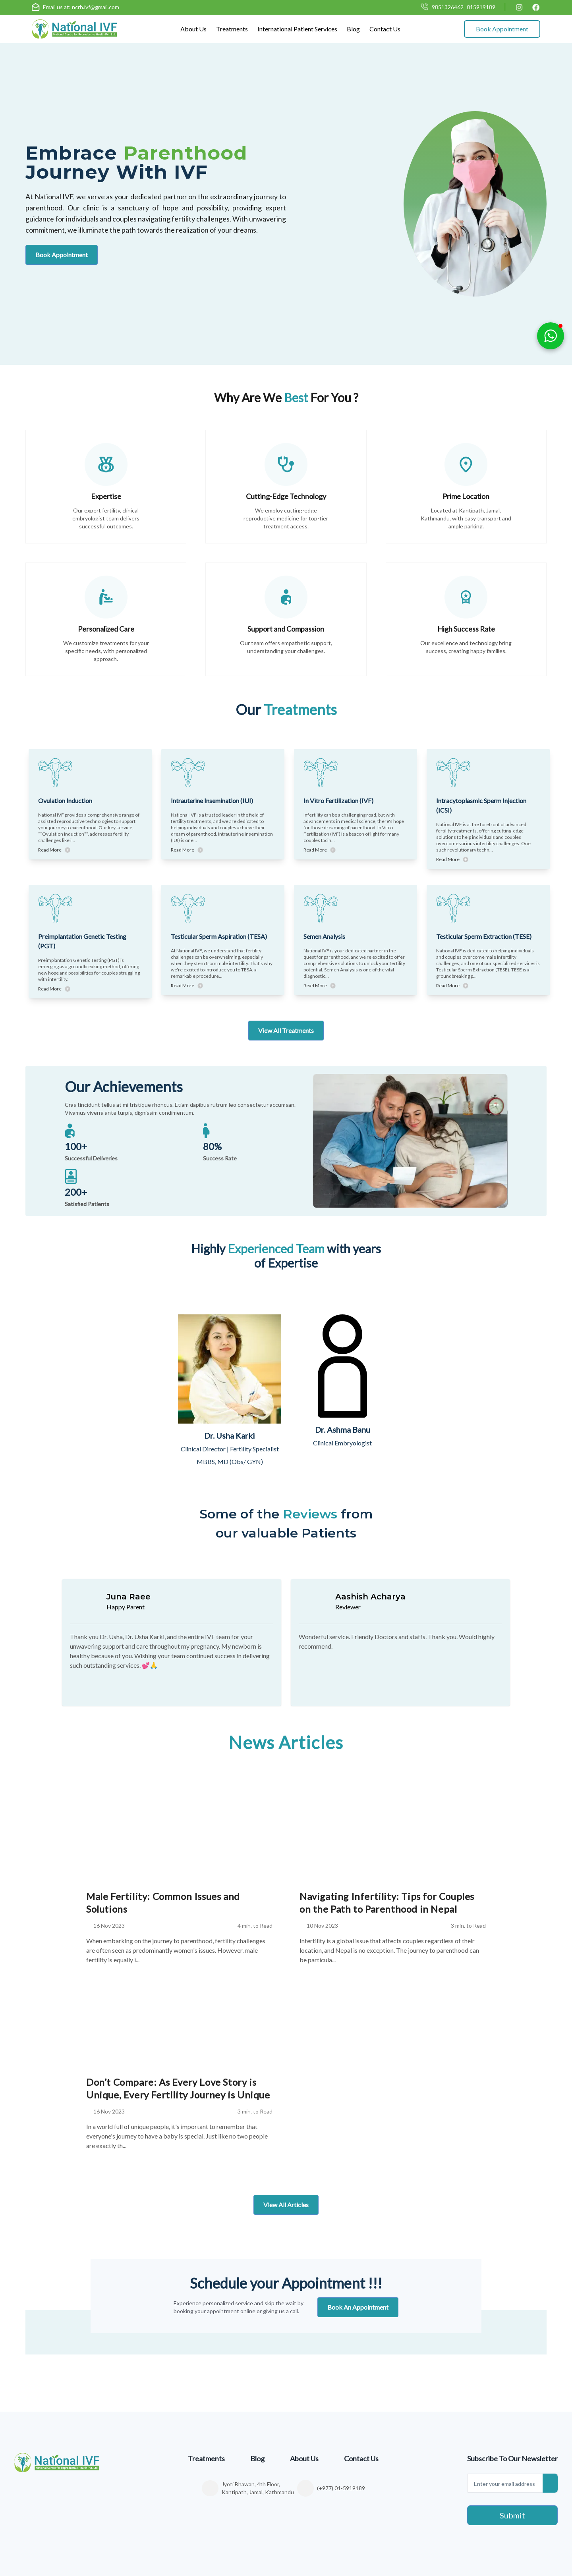 Email us at: ncrh.ivf@gmail.com
9851326462 015919189
National IVF
About Us
Treatments
International Patient Services
Blog
Contact Us
Book Appointment
Embrace Parenthood
Journey With IVF
At National IVF, we serve as your dedicated partner on the extraordinary journey to
parenthood. Our clinic is a sanctuary of hope and possibility, providing expert
guidance for individuals and couples navigating fertility challenges. With unwavering
commitment, we illuminate the path towards the realization of your dreams.
Book Appointment
Why Are We Best For You ?
Expertise
Our expert fertility, clinical
embryologist team delivers
successful outcomes.
Cutting-Edge Technology
We employ cutting-edge
reproductive medicine for top-tier
treatment access.
Prime Location
Located at Kantipath, Jamal,
Kathmandu, with easy transport and
ample parking.
Personalized Care
We customize treatments for your
specific needs, with personalized
approach.
Support and Compassion
Our team offers empathetic support,
understanding your challenges.
High Success Rate
Our excellence and technology bring
success, creating happy families.
Our Treatments
Ovulation Induction
National IVF provides a comprehensive range of
assisted reproductive technologies to support
your journey to parenthood. Our key service,
**Ovulation Induction**, addresses fertility
challenges like i...
Read More
Intrauterine Insemination (IUI)
National IVF is a trusted leader in the field of
fertility treatments, and we are dedicated to
helping individuals and couples achieve their
dream of parenthood. Intrauterine Insemination
(IUI) is one...
Read More
In Vitro Fertilization (IVF)
Infertility can be a challenging road, but with
advancements in medical science, there's hope
for those dreaming of parenthood. In Vitro
Fertilization (IVF) is a beacon of light for many
couples facin...
Read More
Intracytoplasmic Sperm Injection
(ICSI)
National IVF is at the forefront of advanced
fertility treatments, offering cutting-edge
solutions to help individuals and couples
overcome various infertility challenges. One
such revolutionary techn...
Read More
Preimplantation Genetic Testing
(PGT)
Preimplantation Genetic Testing (PGT) is
emerging as a groundbreaking method, offering
new hope and possibilities for couples struggling
with infertility
Read More
Testicular Sperm Aspiration (TESA)
At National IVF, we understand that fertility
challenges can be overwhelming, especially
when they stem from male infertility. That's why
we're excited to introduce you to TESA, a
remarkable procedure...
Read More
Semen Analysis
National IVF is your dedicated partner in the
quest for parenthood, and we're excited to offer
comprehensive solutions to unlock your fertility
potential. Semen Analysis is one of the vital
diagnostic...
Read More
Testicular Sperm Extraction (TESE)
National IVF is dedicated to helping individuals
and couples overcome male infertility
challenges, and one of our specialized services is
Testicular Sperm Extraction (TESE). TESE is a
groundbreaking p...
Read More
View All Treatments
Our Achievements
Cras tincidunt tellus at mi tristique rhoncus. Etiam dapibus rutrum leo consectetur accumsan.
Vivamus viverra ante turpis, dignissim condimentum.
100+
Successful Deliveries
80%
Success Rate
200+
Satisfied Patients
Highly Experienced Team with years
of Expertise
Dr. Usha Karki
Clinical Director | Fertility Specialist
MBBS, MD (Obs/ GYN)
Dr. Ashma Banu
Clinical Embryologist
Some of the Reviews from
our valuable Patients
Juna Raee
Happy Parent
Thank you Dr. Usha, Dr. Usha Karki, and the entire IVF team for your
unwavering support and care throughout my pregnancy. My newborn is
healthy because of you. Wishing your team continued success in delivering
such outstanding services. 💕🙏
Aashish Acharya
Reviewer
Wonderful service. Friendly Doctors and staffs. Thank you. Would highly
recommend.
News Articles
Male Fertility: Common Issues and
Solutions
16 Nov 2023
4 min. to Read
When embarking on the journey to parenthood, fertility challenges
are often seen as predominantly women's issues. However, male
fertility is equally i...
Navigating Infertility: Tips for Couples
on the Path to Parenthood in Nepal
10 Nov 2023
3 min. to Read
Infertility is a global issue that affects couples regardless of their
location, and Nepal is no exception. The journey to parenthood can
be particula...
Don't Compare: As Every Love Story is
Unique, Every Fertility Journey is Unique
16 Nov 2023
3 min. to Read
In a world full of unique people, it's important to remember that
everyone's journey to have a baby is special. Just like no two people
are exactly th...
View All Articles
Schedule your Appointment !!!
Experience personalized service and skip the wait by
booking your appointment online or giving us a call.
Book An Appointment
National IVF
Treatments
Blog
About Us
Contact Us
Jyoti Bhawan, 4th Floor,
Kantipath, Jamal, Kathmandu
(+977) 01-5919189
Subscribe To Our Newsletter
Enter your email address
Submit